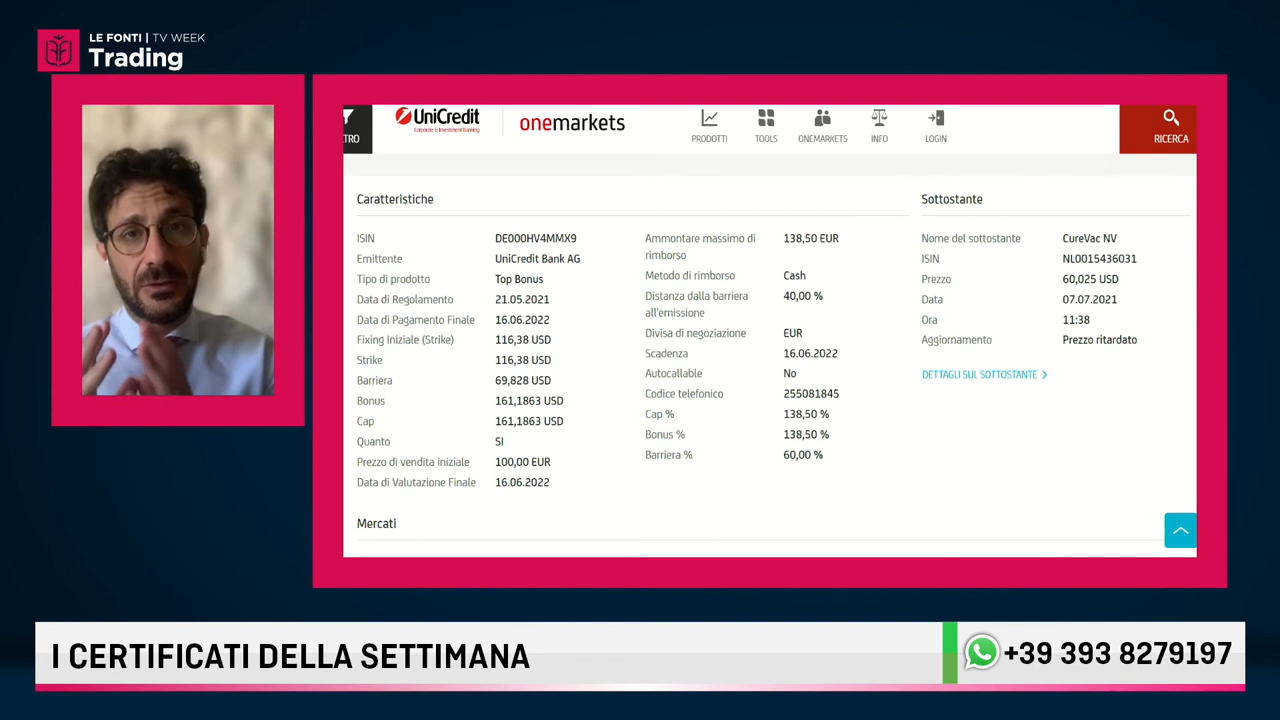 LE FONTI | TV WEEK
Trading
TRO
UniCredit
Corporate & Investment Banking
onemarkets
PRODOTTI
TOOLS
ONEMARKETS
INFO
LOGIN
RICERCA
Caratteristiche
ISIN DE000HV4MMX9
Emittente UniCredit Bank AG
Tipo di prodotto Top Bonus
Data di Regolamento 21.05.2021
Data di Pagamento Finale 16.06.2022
Fixing Iniziale (Strike) 116,38 USD
Strike 116,38 USD
Barriera 69,828 USD
Bonus 161,1863 USD
Cap 161,1863 USD
Quanto SI
Prezzo di vendita iniziale 100,00 EUR
Data di Valutazione Finale 16.06.2022
Ammontare massimo di 138,50 EUR
rimborso
Metodo di rimborso Cash
Distanza dalla barriera 40,00 %
all'emissione
Divisa di negoziazione EUR
Scadenza 16.06.2022
Autocallable No
Codice telefonico 255081845
Cap % 138,50 %
Bonus % 138,50 %
Barriera % 60,00 %
Sottostante
Nome del sottostante CureVac NV
ISIN NL0015436031
Prezzo 60,025 USD
Data 07.07.2021
Ora 11:38
Aggiornamento Prezzo ritardato
DETTAGLI SUL SOTTOSTANTE
Mercati
I CERTIFICATI DELLA SETTIMANA
+39 393 8279197